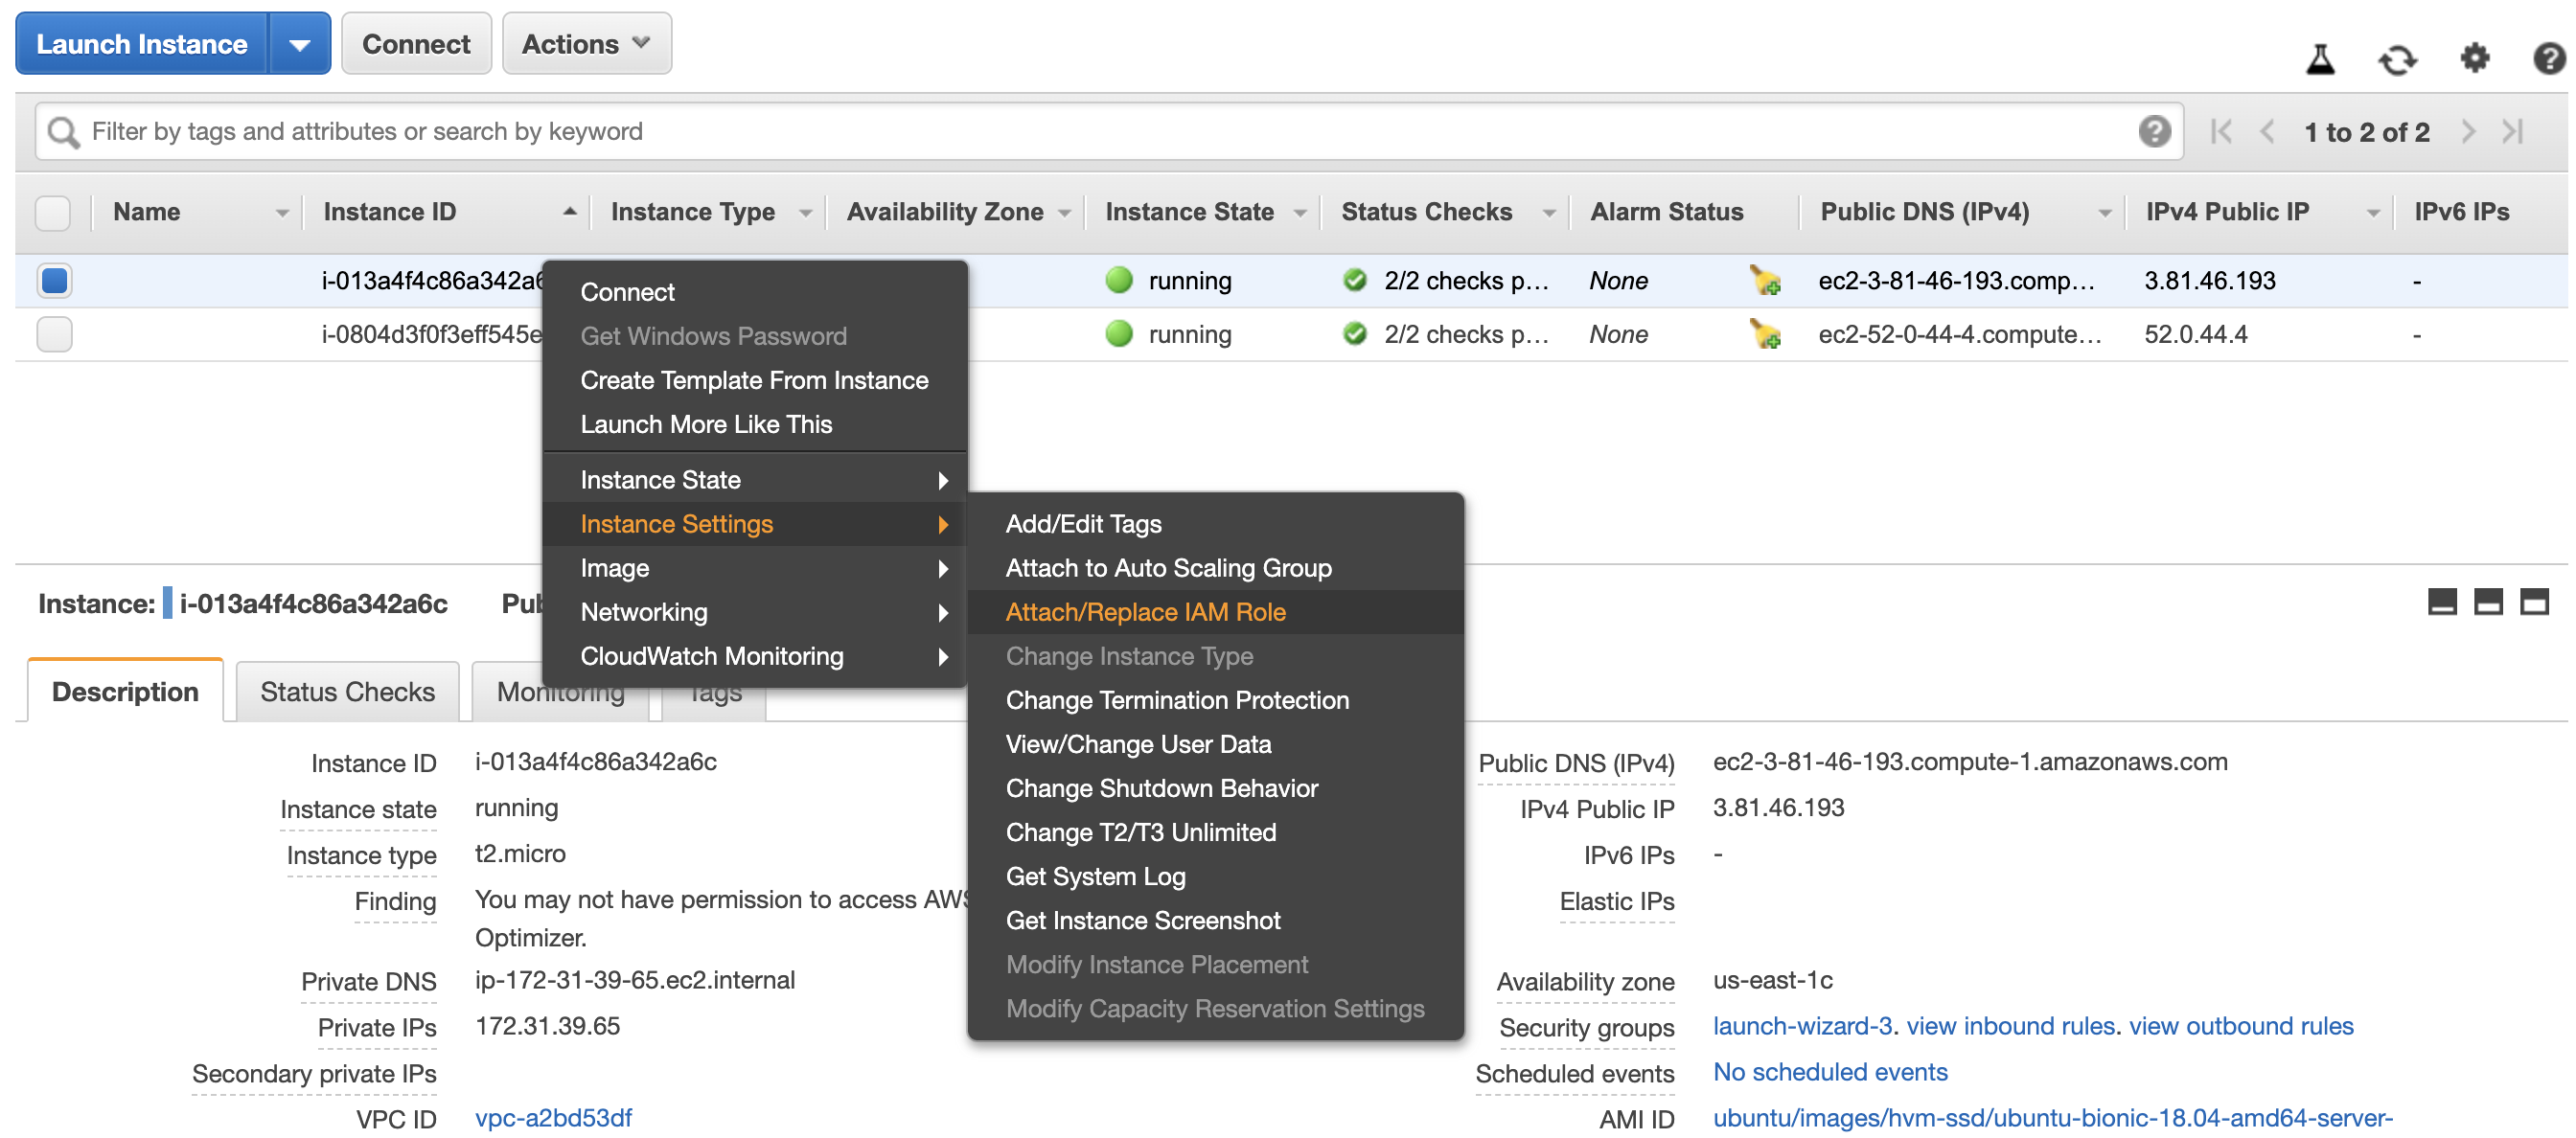 Launch Instance
Connect
Actions
Filter by tags and attributes or search by keyword
1 to 2 of 2
Name
Instance ID
Instance Type
Availability Zone
Instance State
Status Checks
Alarm Status
Public DNS (IPv4)
IPv4 Public IP
IPv6 IPs
i-013a4f4c86a342a6
running
2/2 checks p...
None
ec2-3-81-46-193.comp...
3.81.46.193
-
i-0804d3f0f3eff545e
running
2/2 checks p...
None
ec2-52-0-44-4.compute...
52.0.44.4
-
Connect
Get Windows Password
Create Template From Instance
Launch More Like This
Instance State
Instance Settings
Image
Networking
CloudWatch Monitoring
Add/Edit Tags
Attach to Auto Scaling Group
Attach/Replace IAM Role
Change Instance Type
Change Termination Protection
View/Change User Data
Change Shutdown Behavior
Change T2/T3 Unlimited
Get System Log
Get Instance Screenshot
Modify Instance Placement
Modify Capacity Reservation Settings
Instance: i-013a4f4c86a342a6c
Description
Status Checks
Monitoring
Tags
Instance ID i-013a4f4c86a342a6c
Instance state running
Instance type t2.micro
Finding You may not have permission to access AWS
Optimizer.
Private DNS ip-172-31-39-65.ec2.internal
Private IPs 172.31.39.65
Secondary private IPs
VPC ID vpc-a2bd53df
Public DNS (IPv4) ec2-3-81-46-193.compute-1.amazonaws.com
IPv4 Public IP 3.81.46.193
IPv6 IPs -
Elastic IPs
Availability zone us-east-1c
Security groups launch-wizard-3. view inbound rules. view outbound rules
Scheduled events No scheduled events
AMI ID ubuntu/images/hvm-ssd/ubuntu-bionic-18.04-amd64-server-